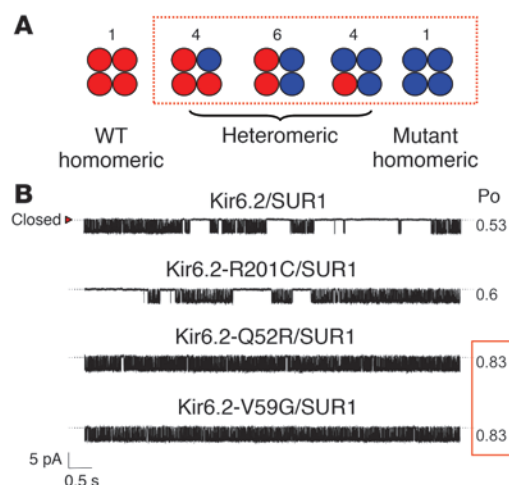 A
1 4 6 4 1
WT homomeric
Heteromeric
Mutant homomeric
B
Po
Kir6.2/SUR1
Closed
0.53
Kir6.2-R201C/SUR1
0.6
Kir6.2-Q52R/SUR1
0.83
Kir6.2-V59G/SUR1
0.83
5 pA
0.5 s